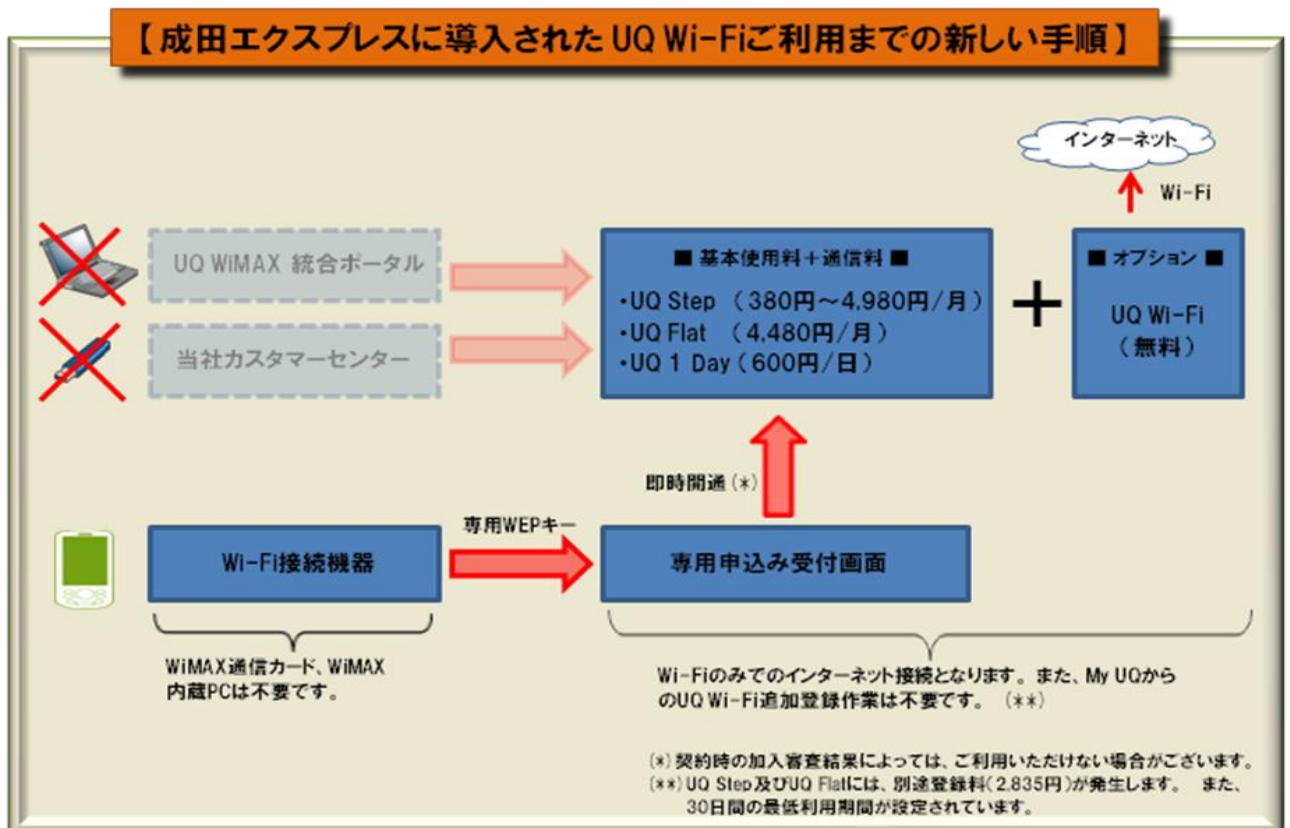 【成田エクスプレスに導入されたUQ Wi-Fiご利用までの新しい手順】
インターネット
Wi-Fi
UQ WiMAX 統合ポータル
当社カスタマーセンター
■ 基本使用料＋通信料 ■
・UQ Step （380円～4,980円/月）
・UQ Flat （4,480円/月）
・UQ 1 Day（600円/日）
＋
■ オプション ■
UQ Wi-Fi
（無料）
即時開通(*)
専用WEPキー
Wi-Fi接続機器
専用申込み受付画面
WiMAX通信カード、WiMAX
内蔵PCは不要です。
Wi-Fiのみでのインターネット接続となります。また、My UQから
のUQ Wi-Fi追加登録作業は不要です。 (**)
(*)契約時の加入審査結果によっては、ご利用いただけない場合がございます。
(**)UQ Step及びUQ Flatには、別途登録料(2,835円)が発生します。 また、
30日間の最低利用期間が設定されています。